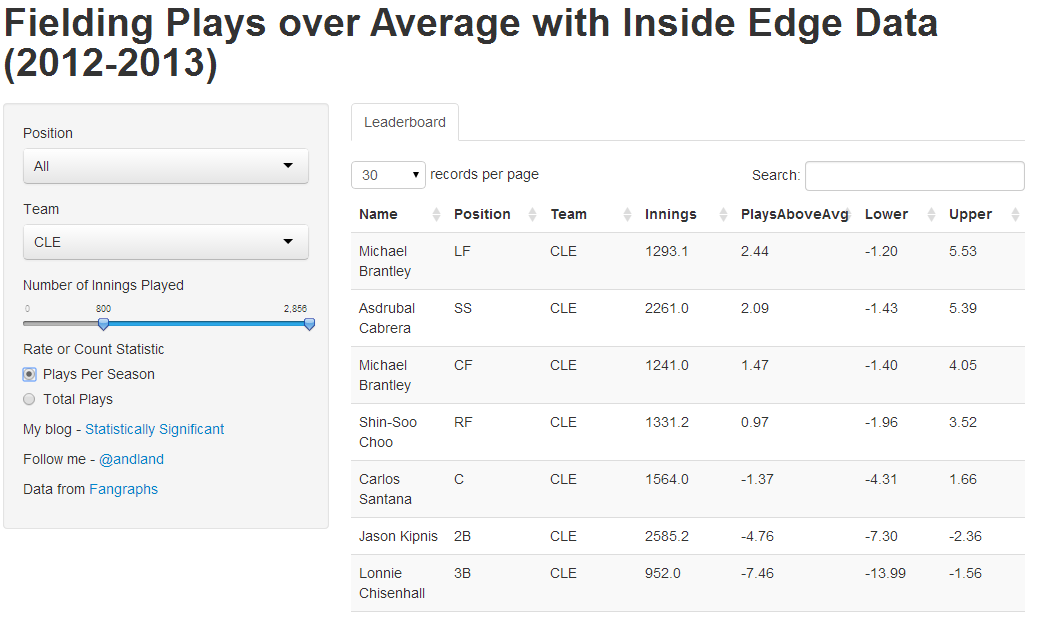 Fielding Plays over Average with Inside Edge Data
(2012-2013)
Position
All
Team
CLE
Number of Innings Played
0 800 2,856
Rate or Count Statistic
Plays Per Season
Total Plays
My blog - Statistically Significant
Follow me - @andland
Data from Fangraphs
Leaderboard
30 records per page Search:
Name Position Team Innings PlaysAboveAvg Lower Upper
Michael LF CLE 1293.1 2.44 -1.20 5.53
Brantley
Asdrubal SS CLE 2261.0 2.09 -1.43 5.39
Cabrera
Michael CF CLE 1241.0 1.47 -1.40 4.05
Brantley
Shin-Soo RF CLE 1331.2 0.97 -1.96 3.52
Choo
Carlos C CLE 1564.0 -1.37 -4.31 1.66
Santana
Jason Kipnis 2B CLE 2585.2 -4.76 -7.30 -2.36
Lonnie 3B CLE 952.0 -7.46 -13.99 -1.56
Chisenhall